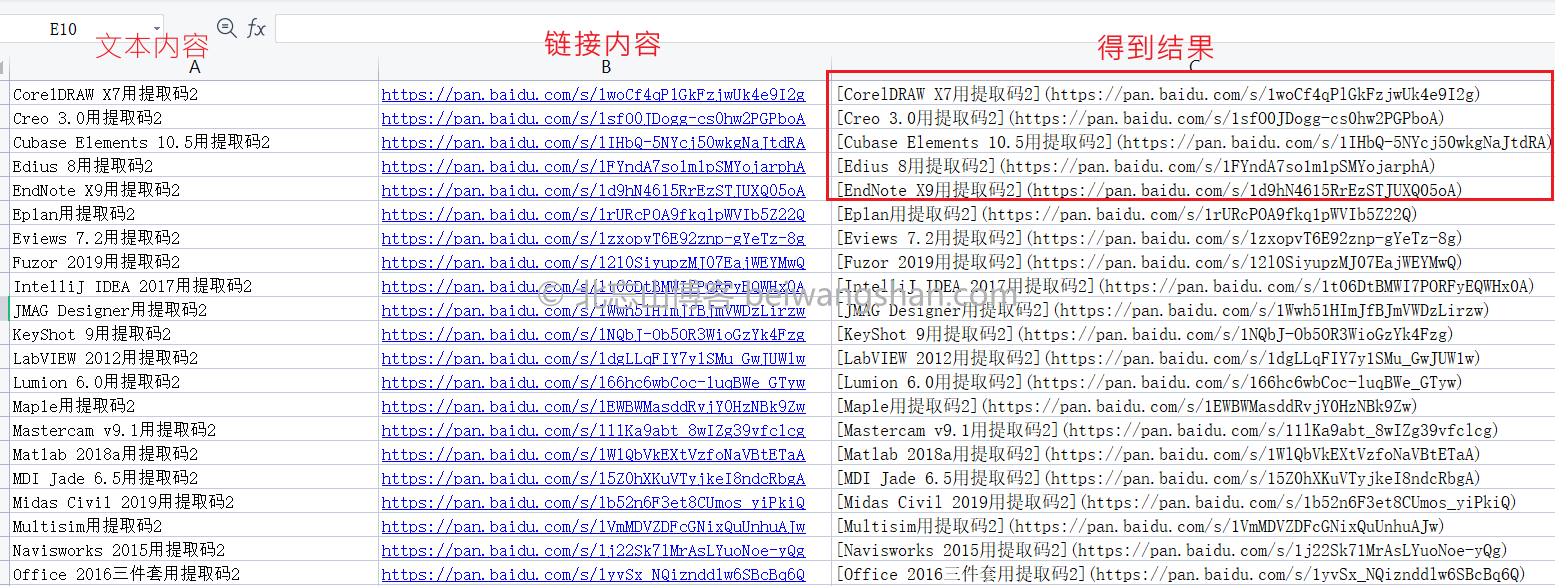 E10 fx
文本内容 链接内容 得到结果
A B C
CorelDRAW X7用提取码2 https://pan.baidu.com/s/1woCf4qPlGkFzjwUk4e9I2g [CorelDRAW X7用提取码2](https://pan.baidu.com/s/1woCf4qPlGkFzjwUk4e9I2g)
Creo 3.0用提取码2 https://pan.baidu.com/s/1sfO0JDogg-cs0hw2PGPboA [Creo 3.0用提取码2](https://pan.baidu.com/s/1sfO0JDogg-cs0hw2PGPboA)
Cubase Elements 10.5用提取码2 https://pan.baidu.com/s/1IHbQ-5NYcj50wkgNaJtdRA [Cubase Elements 10.5用提取码2](https://pan.baidu.com/s/1IHbQ-5NYcj50wkgNaJtdRA)
Edius 8用提取码2 https://pan.baidu.com/s/1FYndA7so1mlpSMYojarphA [Edius 8用提取码2](https://pan.baidu.com/s/1FYndA7so1mlpSMYojarphA)
EndNote X9用提取码2 https://pan.baidu.com/s/1d9hN4615RrEzSTJUXQ05oA [EndNote X9用提取码2](https://pan.baidu.com/s/1d9hN4615RrEzSTJUXQ05oA)
Eplan用提取码2 https://pan.baidu.com/s/1rURcPOA9fkq1pWVIb5Z22Q [Eplan用提取码2](https://pan.baidu.com/s/1rURcPOA9fkq1pWVIb5Z22Q)
Eviews 7.2用提取码2 https://pan.baidu.com/s/1zxopvT6E92znp-gYeTz-8g [Eviews 7.2用提取码2](https://pan.baidu.com/s/1zxopvT6E92znp-gYeTz-8g)
Fuzor 2019用提取码2 https://pan.baidu.com/s/12lOSiyupzMJ07EajWEYMwQ [Fuzor 2019用提取码2](https://pan.baidu.com/s/12lOSiyupzMJ07EajWEYMwQ)
IntelliJ IDEA 2017用提取码2 https://pan.baidu.com/s/1t06DtBMWI7PORFyEQWHx0A [IntelliJ IDEA 2017用提取码2](https://pan.baidu.com/s/1t06DtBMWI7PORFyEQWHx0A)
© 北忘山博客 beiwangshan.com
JMAG Designer用提取码2 https://pan.baidu.com/s/1Wwh51HImJfBjmVWDzLirzw [JMAG Designer用提取码2](https://pan.baidu.com/s/1Wwh51HImJfBjmVWDzLirzw)
KeyShot 9用提取码2 https://pan.baidu.com/s/1NQbJ-0b5OR3WioGzYk4Fzg [KeyShot 9用提取码2](https://pan.baidu.com/s/1NQbJ-0b5OR3WioGzYk4Fzg)
LabVIEW 2012用提取码2 https://pan.baidu.com/s/1dgLLqFIY7ylSMu_GwJUW1w [LabVIEW 2012用提取码2](https://pan.baidu.com/s/1dgLLqFIY7ylSMu_GwJUW1w)
Lumion 6.0用提取码2 https://pan.baidu.com/s/166hc6wbCoc-luqBWe_GTyw [Lumion 6.0用提取码2](https://pan.baidu.com/s/166hc6wbCoc-luqBWe_GTyw)
Maple用提取码2 https://pan.baidu.com/s/1EWBWMasddRvjY0HzNBk9Zw [Maple用提取码2](https://pan.baidu.com/s/1EWBWMasddRvjY0HzNBk9Zw)
Mastercam v9.1用提取码2 https://pan.baidu.com/s/11lKa9abt_8wIZg39vfclcg [Mastercam v9.1用提取码2](https://pan.baidu.com/s/11lKa9abt_8wIZg39vfclcg)
Matlab 2018a用提取码2 https://pan.baidu.com/s/1WlQbVkEXtVzfoNaVBtETaA [Matlab 2018a用提取码2](https://pan.baidu.com/s/1WlQbVkEXtVzfoNaVBtETaA)
MDI Jade 6.5用提取码2 https://pan.baidu.com/s/15Z0hXKuVTyjkeI8ndcRbgA [MDI Jade 6.5用提取码2](https://pan.baidu.com/s/15Z0hXKuVTyjkeI8ndcRbgA)
Midas Civil 2019用提取码2 https://pan.baidu.com/s/1b52n6F3et8CUmos_yiPkiQ [Midas Civil 2019用提取码2](https://pan.baidu.com/s/1b52n6F3et8CUmos_yiPkiQ)
Multisim用提取码2 https://pan.baidu.com/s/1VmMDVZDFcGNixQuUnhuAJw [Multisim用提取码2](https://pan.baidu.com/s/1VmMDVZDFcGNixQuUnhuAJw)
Navisworks 2015用提取码2 https://pan.baidu.com/s/1j22Sk71MrAsLYuoNoe-yQg [Navisworks 2015用提取码2](https://pan.baidu.com/s/1j22Sk71MrAsLYuoNoe-yQg)
Office 2016三件套用提取码2 https://pan.baidu.com/s/1yvSx_NQiznddlw6SBcBq6Q [Office 2016三件套用提取码2](https://pan.baidu.com/s/1yvSx_NQiznddlw6SBcBq6Q)